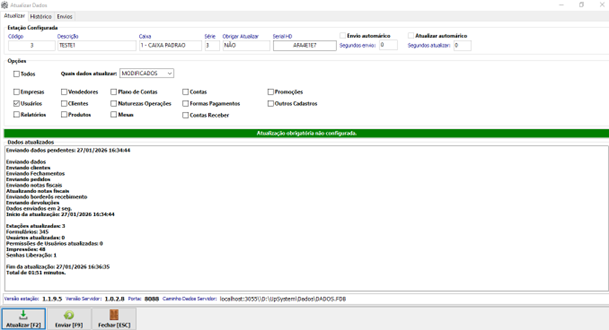 Atualizar Dados
Atualizar Histórico Envios
Estação Configurada
Código Descrição Caixa Série Obrigar Atualizar Serial HD
3 TESTE1 1 - CAIXA PADRAO 3 NÃO AFA4E1E7
Envio automático Atualizar automático
Segundos envio: 0 Segundos atualizar: 0
Opções
Todos Quais dados atualizar: MODIFICADOS
Empresas Vendedores Plano de Contas Contas Promoções
Usuários Clientes Naturezas Operações Formas Pagamentos Outros Cadastros
Relatórios Produtos Mesas Contas Receber
Atualização obrigatória não configurada.
Dados atualizados
Enviando dados pendentes: 27/01/2026 16:34:44
Enviando dados
Enviando clientes
Enviando Fechamentos
Enviando pedidos
Enviando notas fiscais
Atualizando notas fiscais
Enviando borderôs recebimento
Enviando devoluções
Dados enviados em 2 seg.
Início da atualização: 27/01/2026 16:34:44
Estações atualizadas: 3
Formulários: 345
Usuários atualizados: 0
Permissões de Usuários atualizados: 0
Impressões: 48
Senhas Liberação: 1
Fim da atualização: 27/01/2026 16:36:35
Total de 01:51 minutos.
Versão estação: 1.1.9.5 Versão Servidor: 1.0.2.8 Porta: 8088 Caminho Dados Servidor: localhost:3055\\D:\UpSystem\Dados\DADOS.FDB
Atualizar [F2] Enviar [F9] Fechar [ESC]